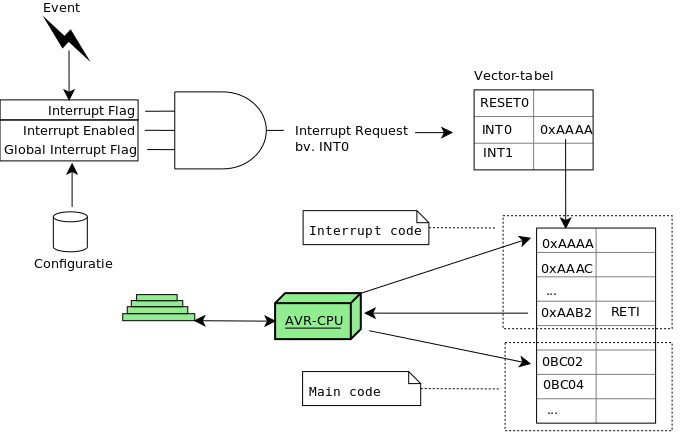 Event
Interrupt Flag
Interrupt Enabled
Global Interrupt Flag
Configuratie
Interrupt Request
bv. INT0
Vector-tabel
RESET0
INT0 0xAAAA
INT1
Interrupt code
0xAAAA
0xAAAC
...
0xAAB2 RETI
AVR-CPU
0BC02
0BC04
...
Main code